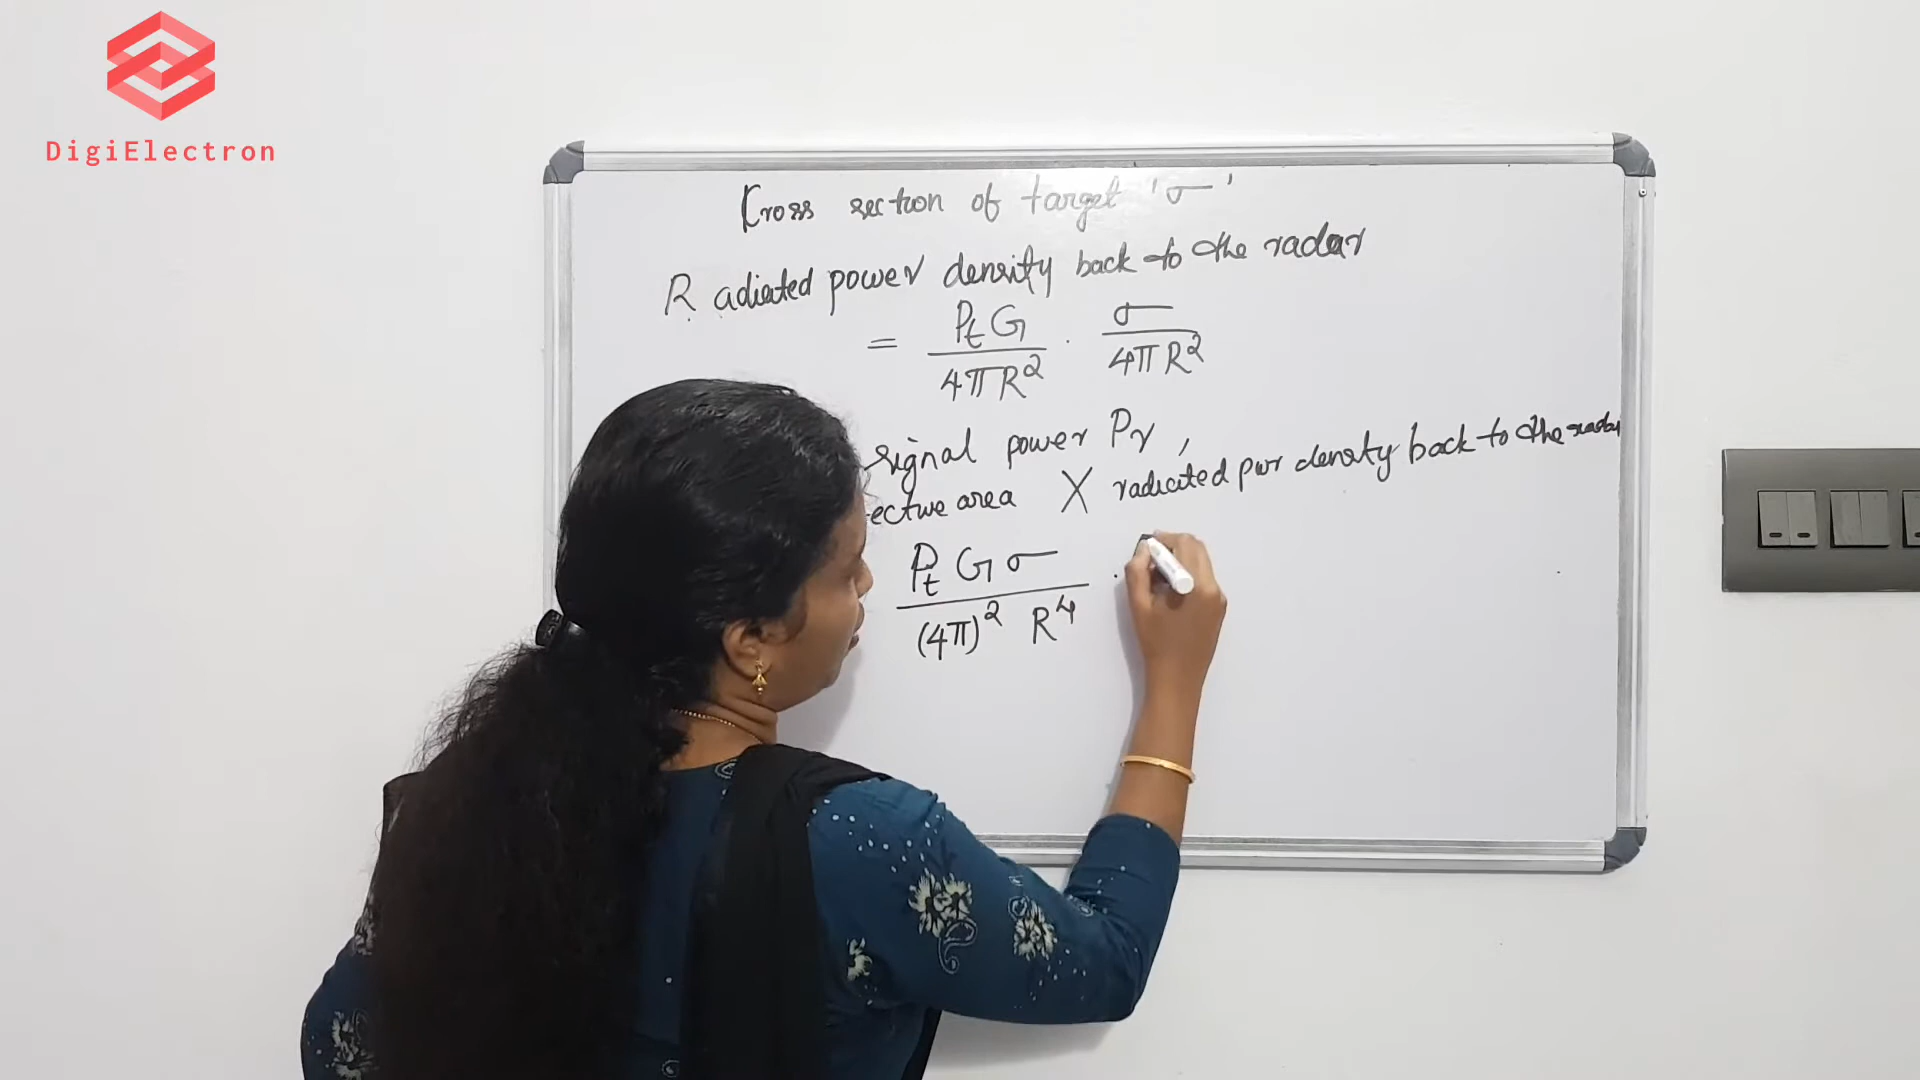 DigiElectron
Cross section of target 'σ'
Radiated power density back to the radar
= PtG / 4πR² · σ / 4πR²
signal power Pr,
ective area X radiated pwr density back to the radar
Pt G σ / (4π)² R⁴ ·